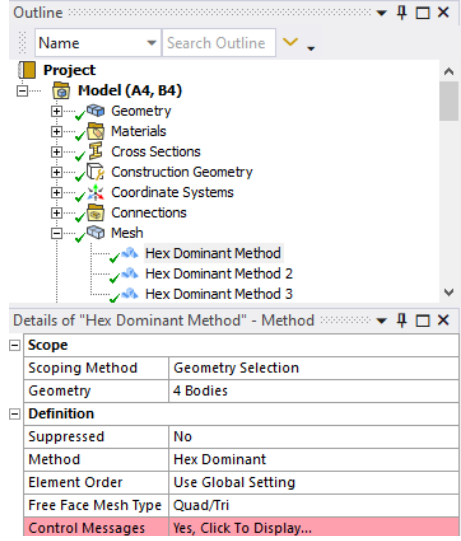 Outline
Name Search Outline
Project
Model (A4, B4)
Geometry
Materials
Cross Sections
Construction Geometry
Coordinate Systems
Connections
Mesh
Hex Dominant Method
Hex Dominant Method 2
Hex Dominant Method 3
Details of "Hex Dominant Method" - Method
Scope
Scoping Method Geometry Selection
Geometry 4 Bodies
Definition
Suppressed No
Method Hex Dominant
Element Order Use Global Setting
Free Face Mesh Type Quad/Tri
Control Messages Yes, Click To Display...